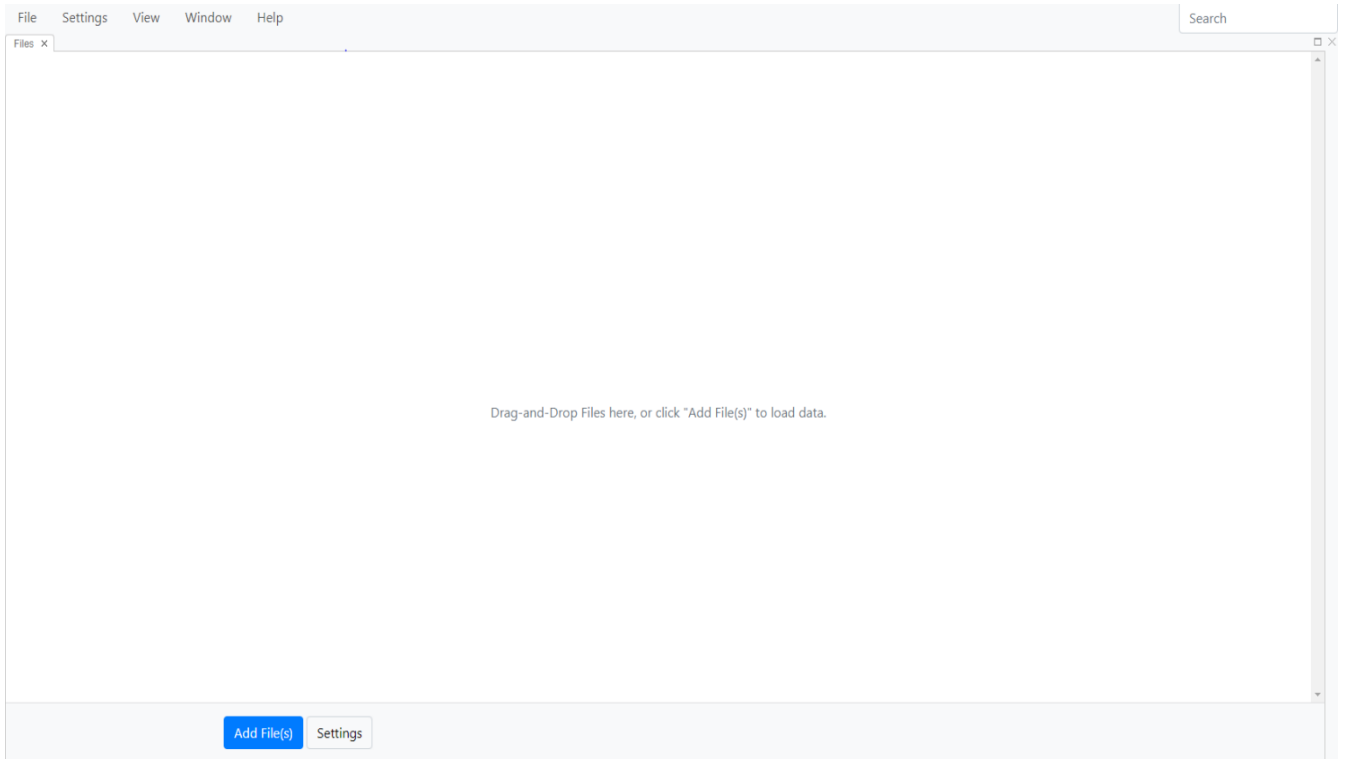 File Settings View Window Help Search
Files
Drag-and-Drop Files here, or click "Add File(s)" to load data.
Add File(s) Settings